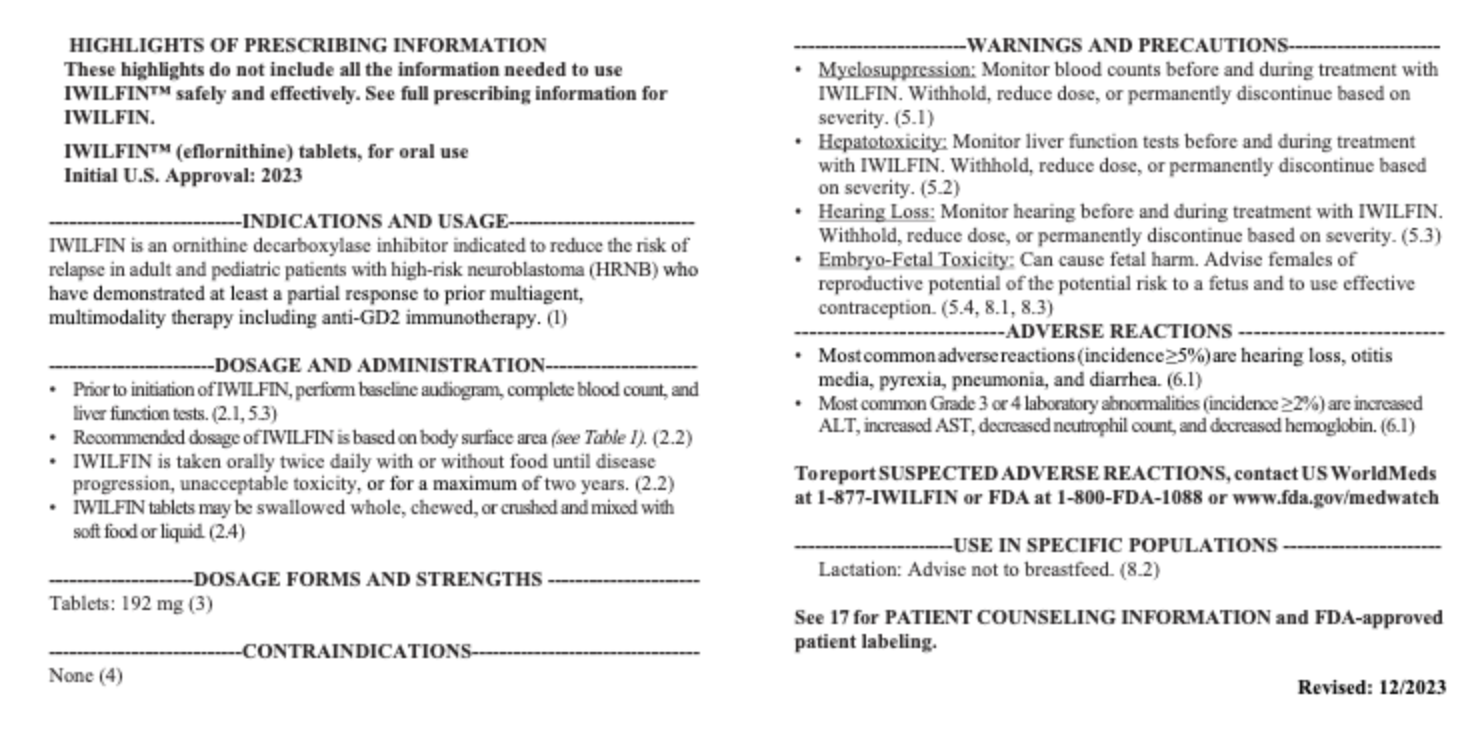 HIGHLIGHTS OF PRESCRIBING INFORMATION
These highlights do not include all the information needed to use
IWILFIN™ safely and effectively. See full prescribing information for
IWILFIN.
IWILFIN™ (eflornithine) tablets, for oral use
Initial U.S. Approval: 2023
----------------------------INDICATIONS AND USAGE---------------------------
IWILFIN is an ornithine decarboxylase inhibitor indicated to reduce the risk of
relapse in adult and pediatric patients with high-risk neuroblastoma (HRNB) who
have demonstrated at least a partial response to prior multiagent,
multimodality therapy including anti-GD2 immunotherapy. (1)
------------------------DOSAGE AND ADMINISTRATION----------------------
• Prior to initiation of IWILFIN, perform baseline audiogram, complete blood count, and
liver function tests. (2.1, 5.3)
• Recommended dosage of IWILFIN is based on body surface area (see Table 1). (2.2)
• IWILFIN is taken orally twice daily with or without food until disease
progression, unacceptable toxicity, or for a maximum of two years. (2.2)
• IWILFIN tablets may be swallowed whole, chewed, or crushed and mixed with
soft food or liquid. (2.4)
---------------------DOSAGE FORMS AND STRENGTHS ----------------------
Tablets: 192 mg (3)
----------------------------CONTRAINDICATIONS---------------------------------
None (4)
-------------------------WARNINGS AND PRECAUTIONS----------------------
• Myelosuppression: Monitor blood counts before and during treatment with
IWILFIN. Withhold, reduce dose, or permanently discontinue based on
severity. (5.1)
• Hepatotoxicity: Monitor liver function tests before and during treatment
with IWILFIN. Withhold, reduce dose, or permanently discontinue based
on severity. (5.2)
• Hearing Loss: Monitor hearing before and during treatment with IWILFIN.
Withhold, reduce dose, or permanently discontinue based on severity. (5.3)
• Embryo-Fetal Toxicity: Can cause fetal harm. Advise females of
reproductive potential of the potential risk to a fetus and to use effective
contraception. (5.4, 8.1, 8.3)
------------------------------ADVERSE REACTIONS ------------------------------
• Most common adverse reactions (incidence ≥5%) are hearing loss, otitis
media, pyrexia, pneumonia, and diarrhea. (6.1)
• Most common Grade 3 or 4 laboratory abnormalities (incidence ≥2%) are increased
ALT, increased AST, decreased neutrophil count, and decreased hemoglobin. (6.1)
To report SUSPECTED ADVERSE REACTIONS, contact US WorldMeds
at 1-877-IWILFIN or FDA at 1-800-FDA-1088 or www.fda.gov/medwatch
-----------------------USE IN SPECIFIC POPULATIONS -----------------------
Lactation: Advise not to breastfeed. (8.2)
See 17 for PATIENT COUNSELING INFORMATION and FDA-approved
patient labeling.
Revised: 12/2023